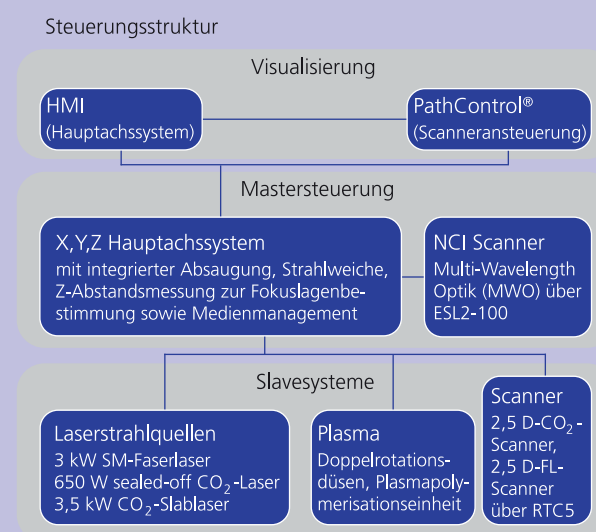 Steuerungsstruktur
Visualisierung
HMI
(Hauptachssystem)
PathControl®
(Scanneransteuerung)
Mastersteuerung
X,Y,Z Hauptachssystem
mit integrierter Absaugung, Strahlweiche,
Z-Abstandsmessung zur Fokuslagenbe-
stimmung sowie Medienmanagement
NCI Scanner
Multi-Wavelength
Optik (MWO) über
ESL2-100
Slavesysteme
Laserstrahlquellen
3 kW SM-Faserlaser
650 W sealed-off CO₂-Laser
3,5 kW CO₂-Slablaser
Plasma
Doppelrotations-
düsen, Plasmapoly-
merisationseinheit
Scanner
2,5 D-CO₂-
Scanner,
2,5 D-FL-
Scanner
über RTC5